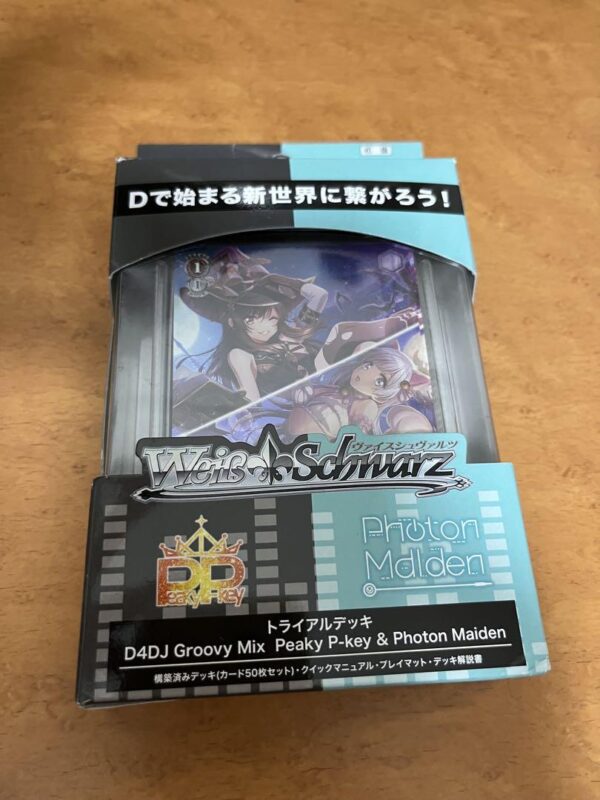 Dで始まる新世界に繋がろう！
1
ヴァイスシュヴァルツ
Weiß Schwarz
Peaky P-key
Photon
Maiden
トライアルデッキ
D4DJ Groovy Mix Peaky P-key & Photon Maiden
構築済みデッキ(カード50枚セット)・クイックマニュアル・プレイマット・デッキ解説書